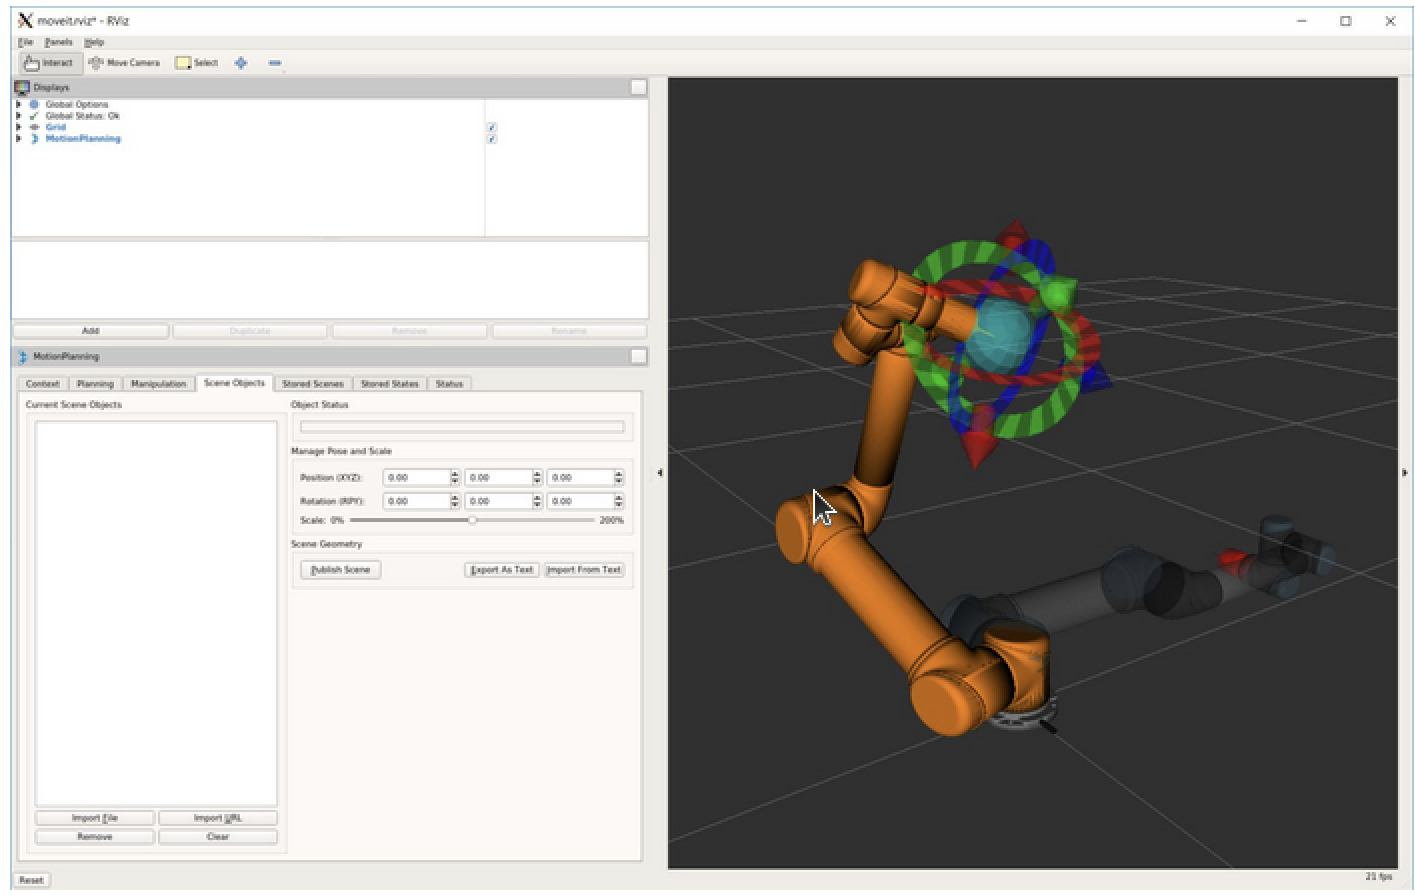 moveit.rviz* - RViz
File Panels Help
Interact Move Camera Select
Displays
Global Options
Global Status: Ok
Grid
MotionPlanning
Add Duplicate Remove Rename
MotionPlanning
Context Planning Manipulation Scene Objects Stored Scenes Stored States Status
Current Scene Objects
Object Status
Manage Pose and Scale
Position (XYZ): 0.00 0.00 0.00
Rotation (RPY): 0.00 0.00 0.00
Scale: 0% 200%
Scene Geometry
Publish Scene Export As Text Import From Text
Import File Import URL
Remove Clear
Reset
21 fps